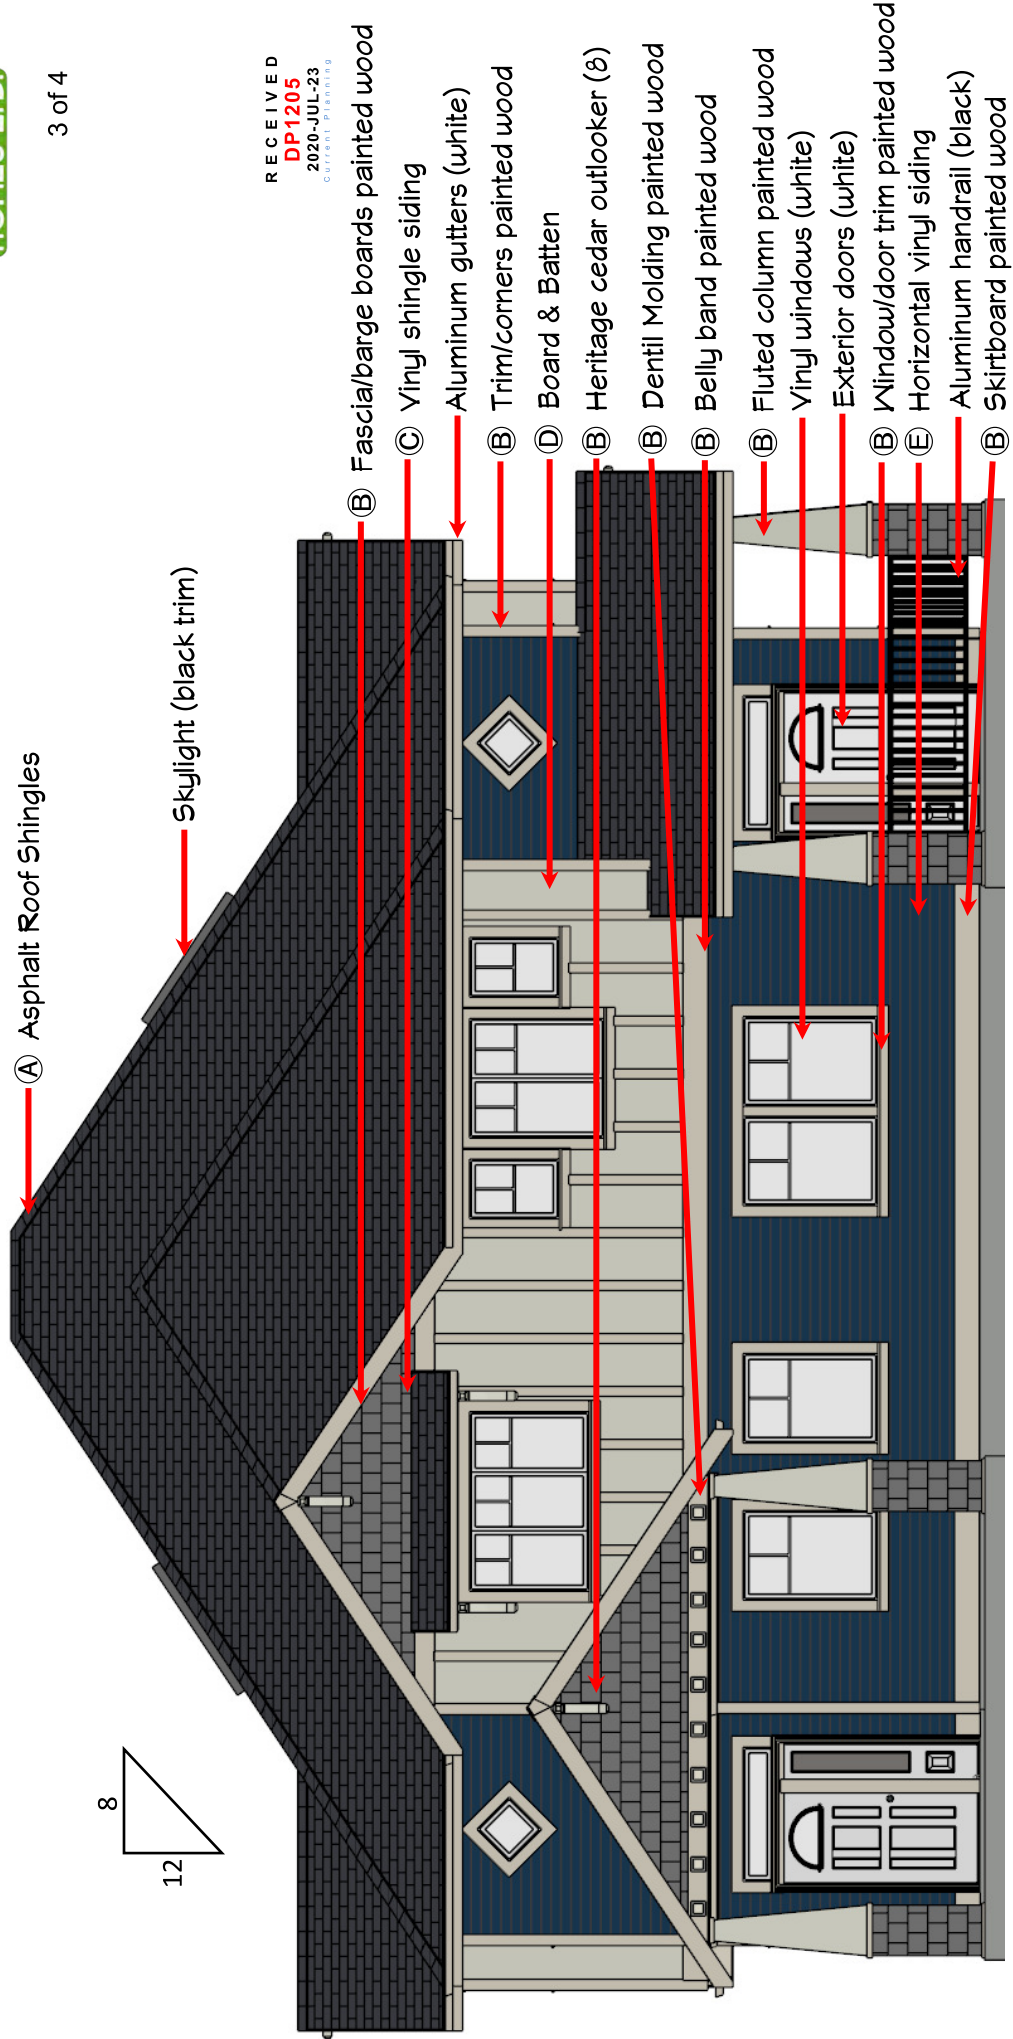 3 of 4
RECEIVED
DP1205
2020-JUL-23
Current Planning
Ⓐ Asphalt Roof Shingles
Skylight (black trim)
8
12
Ⓑ Fascia/barge boards painted wood
Ⓒ Vinyl shingle siding
Aluminum gutters (white)
Ⓑ Trim/corners painted wood
Ⓓ Board & Batten
Ⓑ Heritage cedar outlooker (8)
Ⓑ Dentil Molding painted wood
Ⓑ Belly band painted wood
Ⓑ Fluted column painted wood
Vinyl windows (white)
Exterior doors (white)
Ⓑ Window/door trim painted wood
Ⓔ Horizontal vinyl siding
Aluminum handrail (black)
Ⓑ Skirtboard painted wood